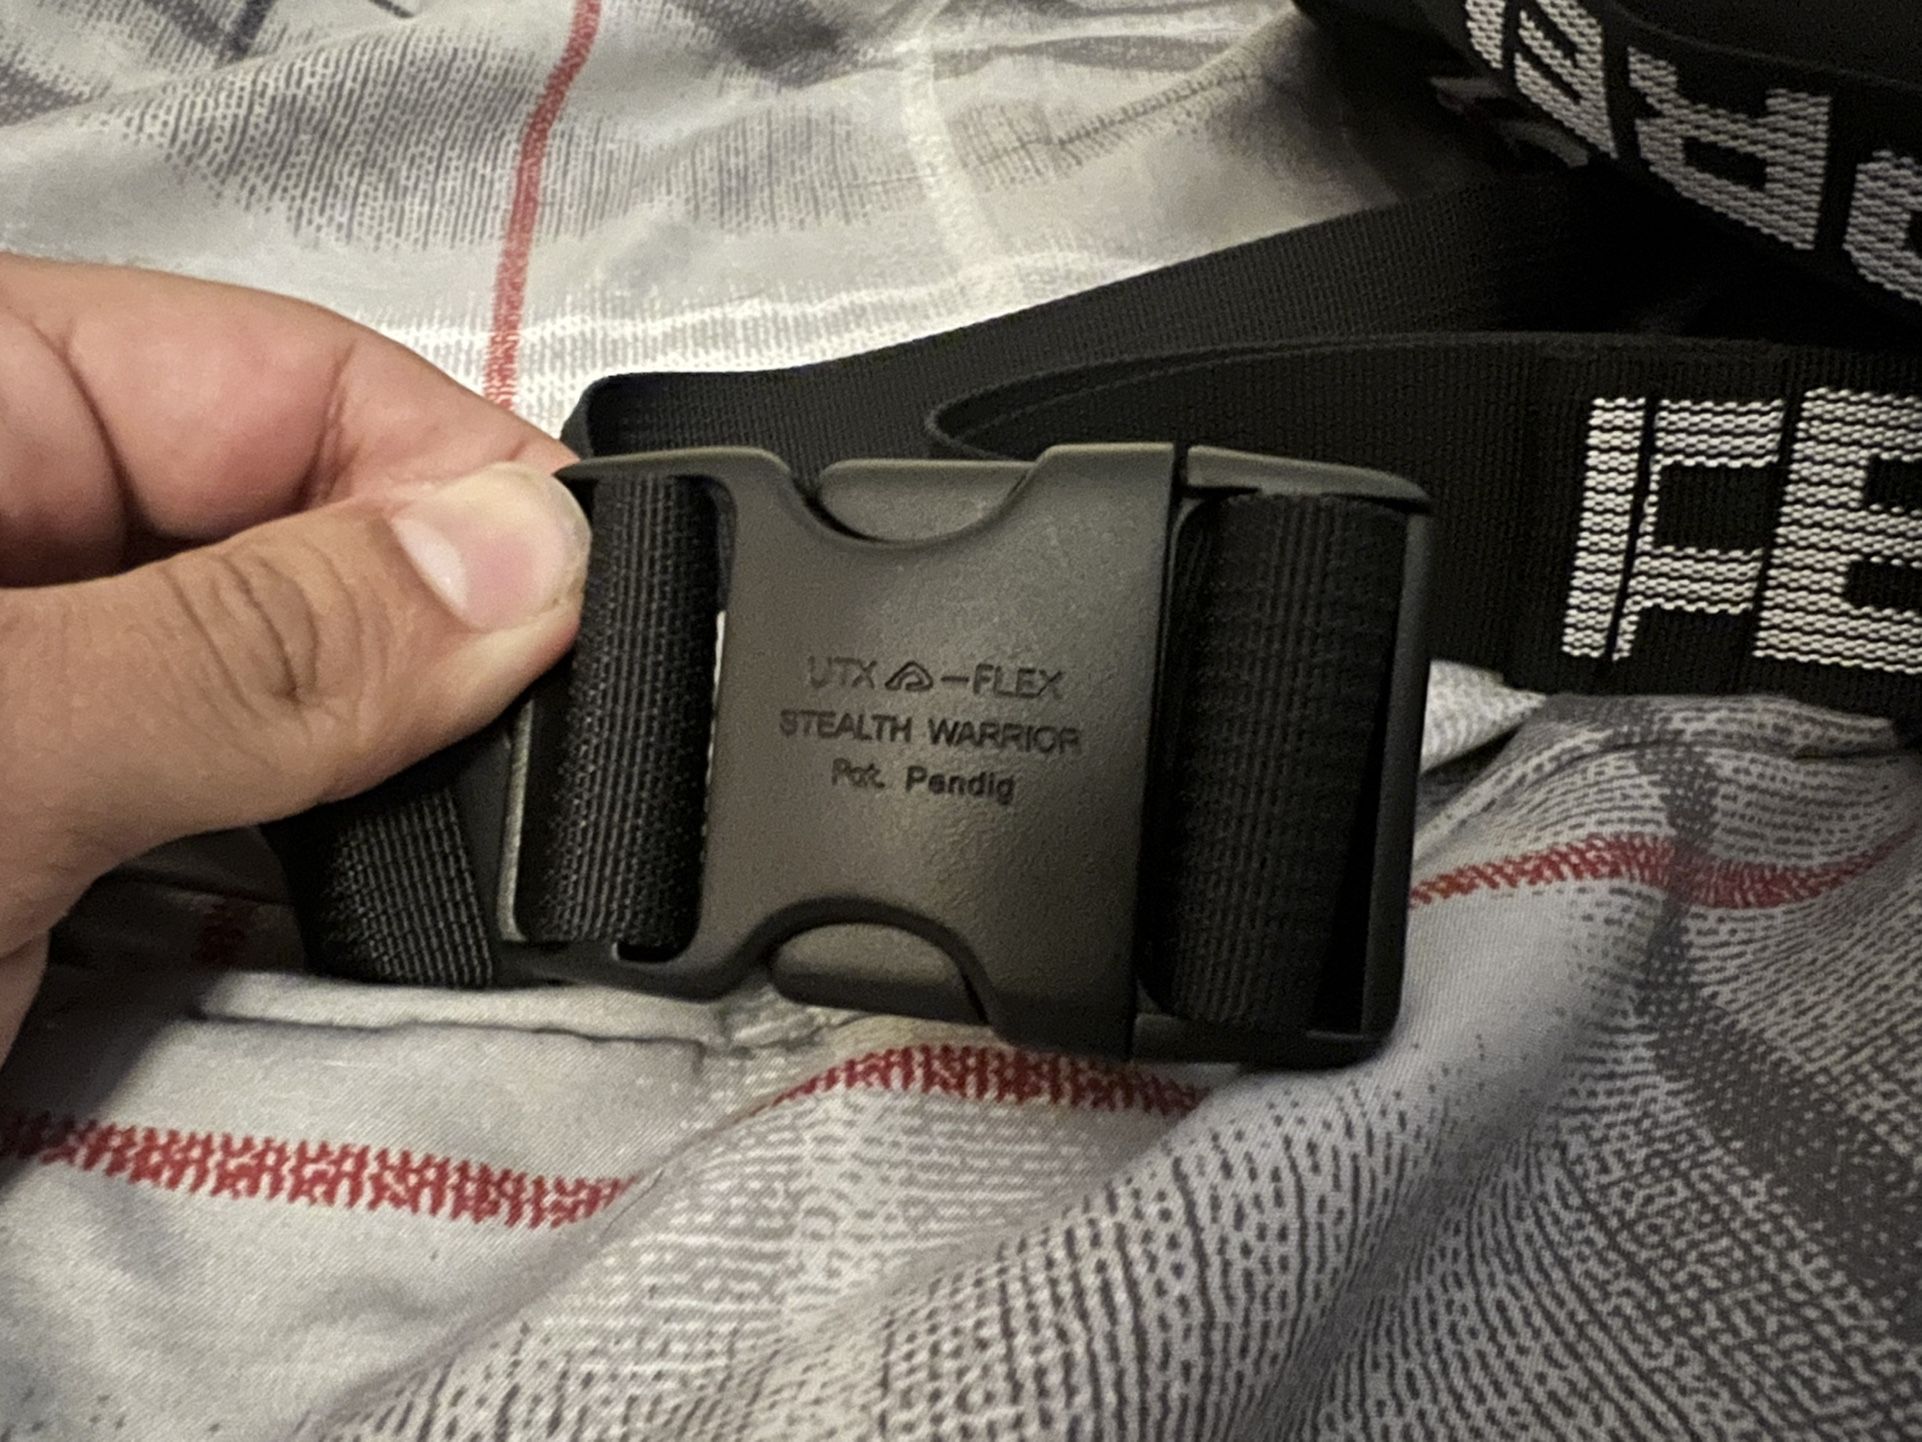 UTX -FLEX
STEALTH WARRIOR
Pat. Pendig